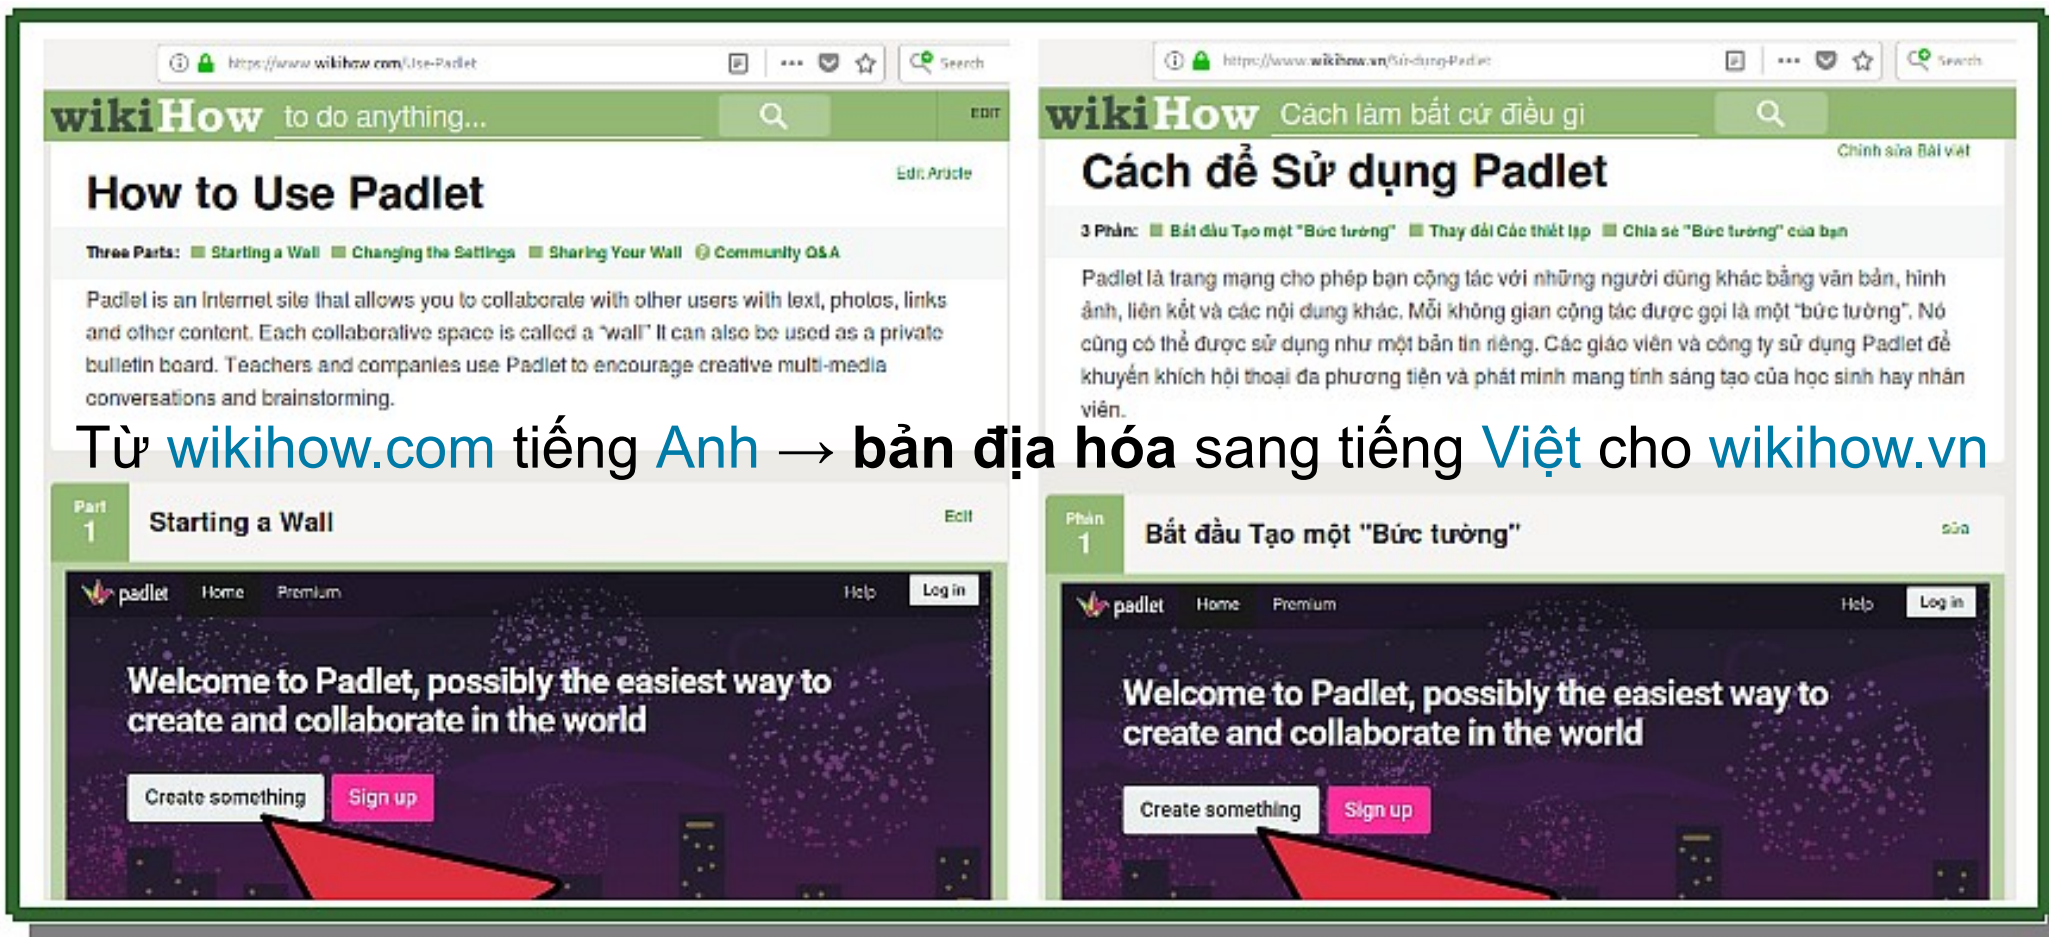 https://www.wikihow.com/Use-Padlet
Search
wikiHow to do anything...
EDIT
How to Use Padlet
Edit Article
Three Parts: Starting a Wall Changing the Settings Sharing Your Wall Community Q&A
Padlet is an Internet site that allows you to collaborate with other users with text, photos, links
and other content. Each collaborative space is called a "wall" It can also be used as a private
bulletin board. Teachers and companies use Padlet to encourage creative multi-media
conversations and brainstorming.
https://www.wikihow.vn/Sử-dụng-Padlet
Search
wikiHow Cách làm bất cứ điều gì
Chỉnh sửa Bài viết
Cách để Sử dụng Padlet
3 Phần: Bắt đầu Tạo một "Bức tường" Thay đổi Các thiết lập Chia sẻ "Bức tường" của bạn
Padlet là trang mạng cho phép bạn cộng tác với những người dùng khác bằng văn bản, hình
ảnh, liên kết và các nội dung khác. Mỗi không gian cộng tác được gọi là một "bức tường". Nó
cũng có thể được sử dụng như một bản tin riêng. Các giáo viên và công ty sử dụng Padlet để
khuyến khích hội thoại đa phương tiện và phát minh mang tính sáng tạo của học sinh hay nhân
viên.
Từ wikihow.com tiếng Anh → bản địa hóa sang tiếng Việt cho wikihow.vn
Part
1
Starting a Wall
Edit
padlet Home Premium Help Log in
Welcome to Padlet, possibly the easiest way to
create and collaborate in the world
Create something Sign up
Phần
1
Bắt đầu Tạo một "Bức tường"
sửa
padlet Home Premium Help Log in
Welcome to Padlet, possibly the easiest way to
create and collaborate in the world
Create something Sign up